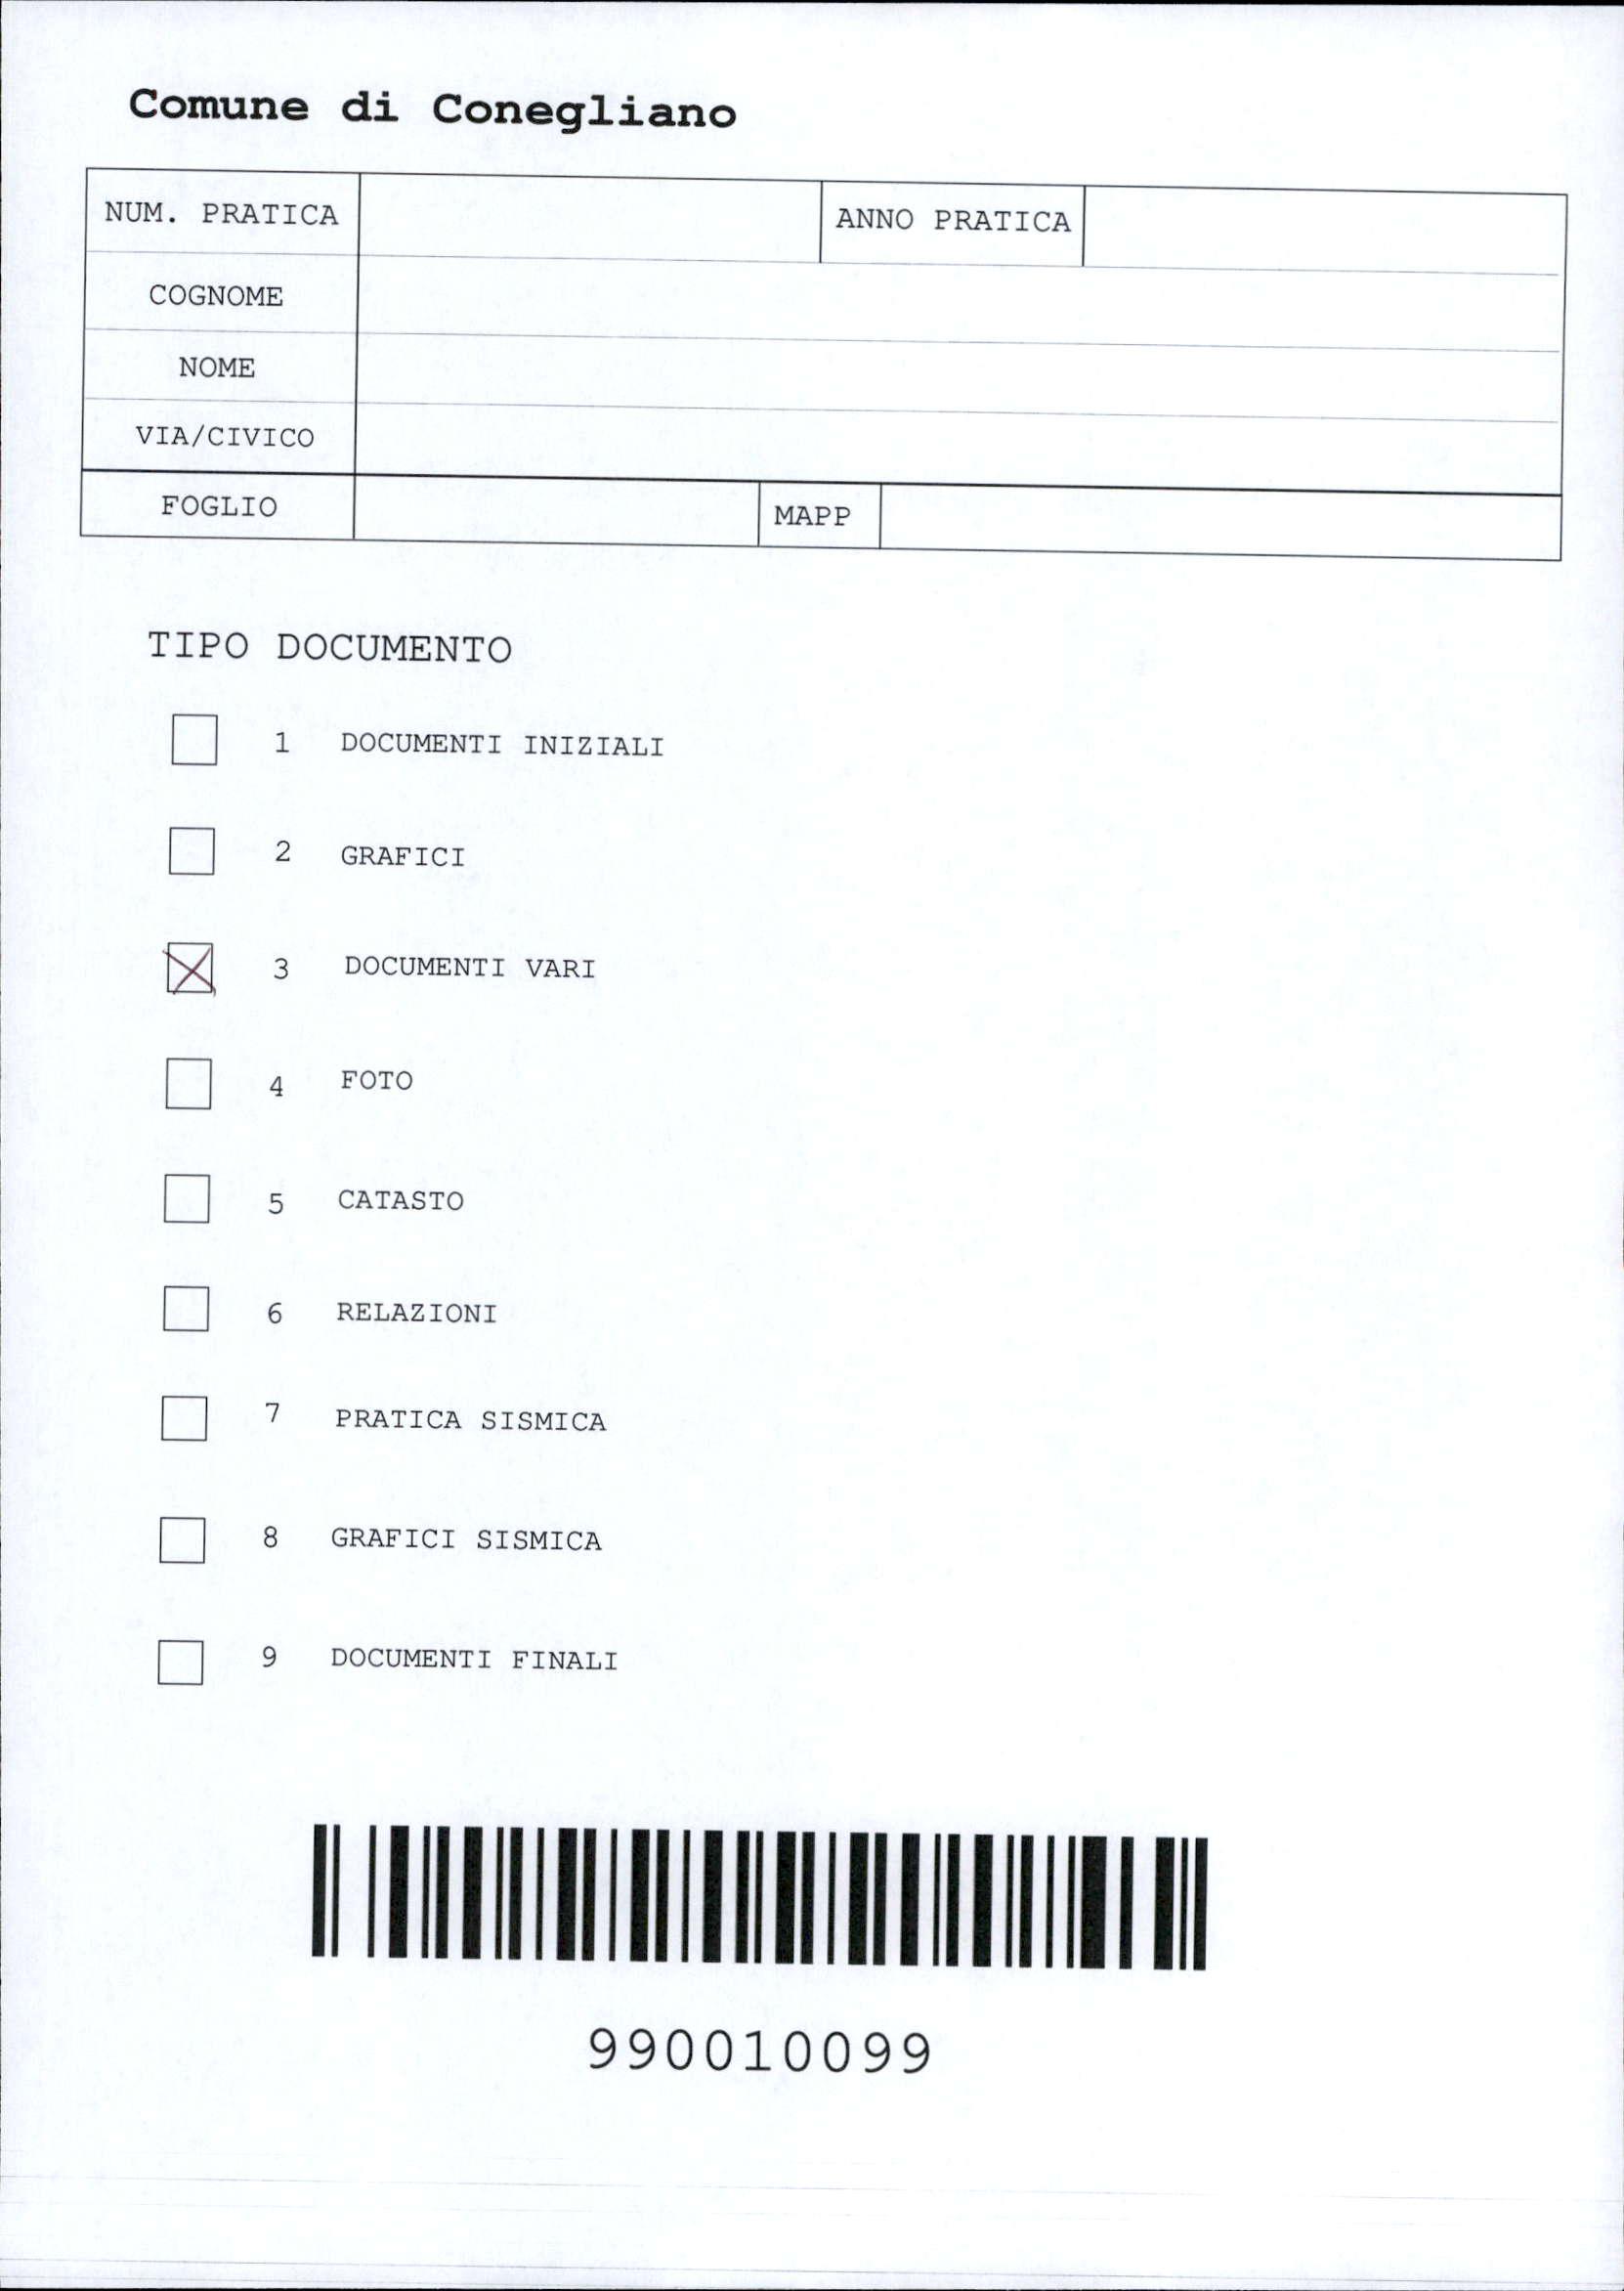 Comune di Conegliano
NUM. PRATICA ANNO PRATICA
COGNOME
NOME
VIA/CIVICO
FOGLIO MAPP
TIPO DOCUMENTO
1 DOCUMENTI INIZIALI
2 GRAFICI
3 DOCUMENTI VARI
4 FOTO
5 CATASTO
6 RELAZIONI
7 PRATICA SISMICA
8 GRAFICI SISMICA
9 DOCUMENTI FINALI
990010099